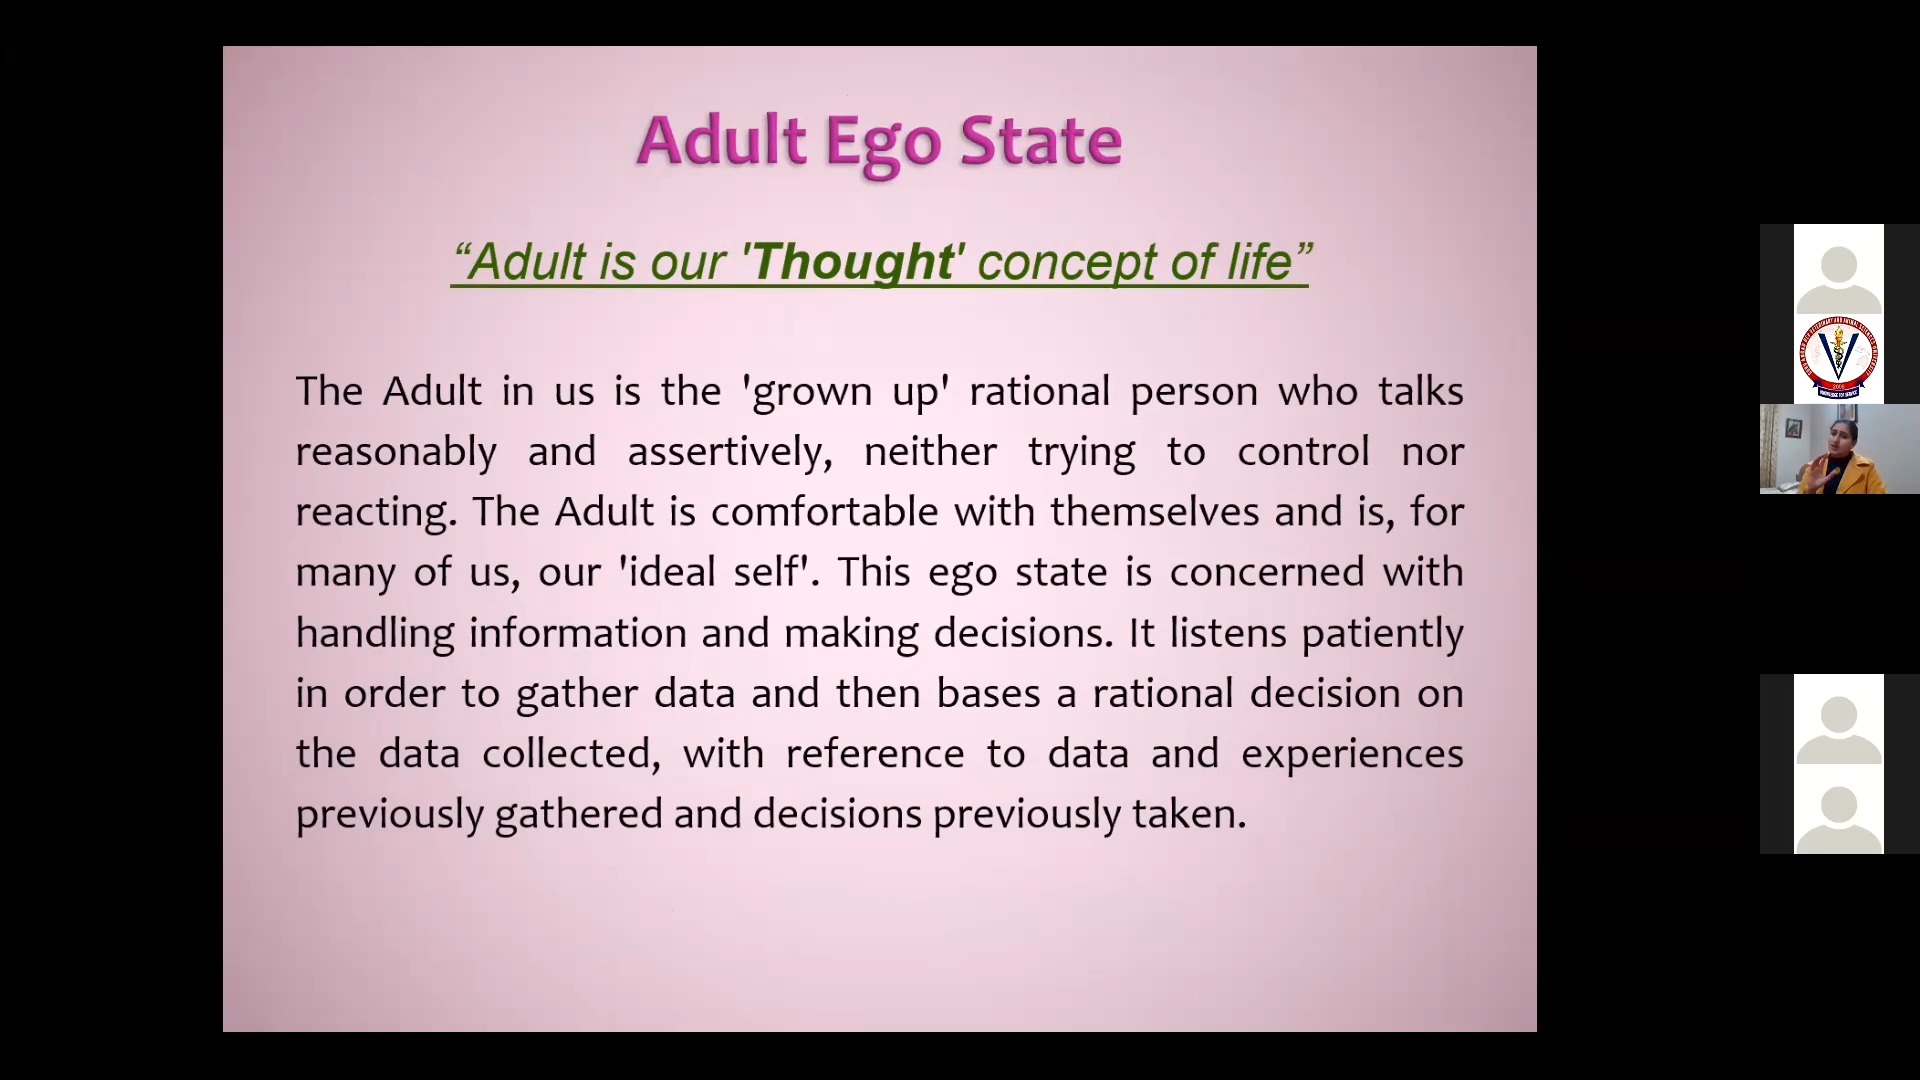 Adult Ego State
“Adult is our 'Thought' concept of life”
The Adult in us is the 'grown up' rational person who talks
reasonably and assertively, neither trying to control nor
reacting. The Adult is comfortable with themselves and is, for
many of us, our 'ideal self'. This ego state is concerned with
handling information and making decisions. It listens patiently
in order to gather data and then bases a rational decision on
the data collected, with reference to data and experiences
previously gathered and decisions previously taken.